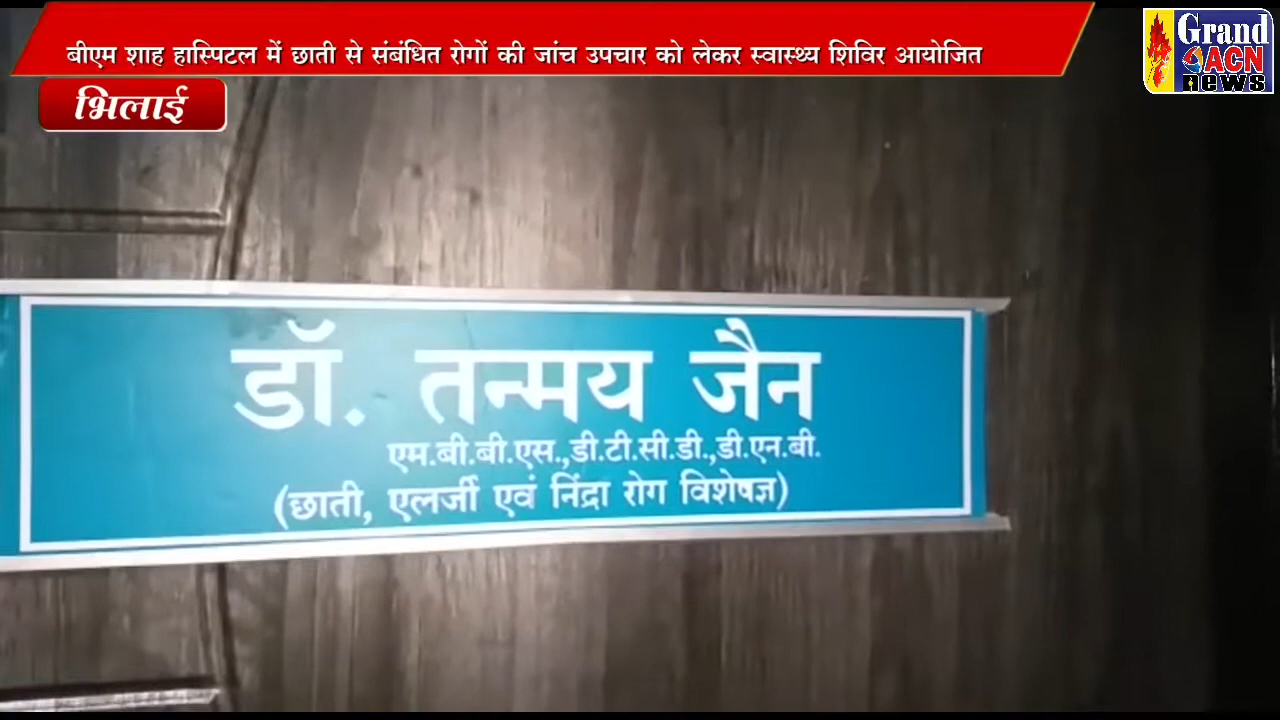 बीएम शाह हास्पिटल में छाती से संबंधित रोगों की जांच उपचार को लेकर स्वास्थ्य शिविर आयोजित
Grand
ACN
news
भिलाई
डॉ. तन्मय जैन
एम.बी.बी.एस.,डी.टी.सी.डी.,डी.एन.बी.
(छाती, एलर्जी एवं निंद्रा रोग विशेषज्ञ)